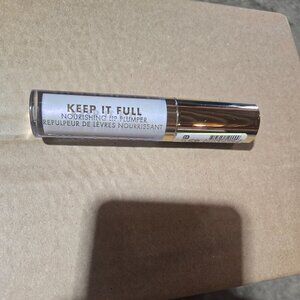 KEEP IT FULL
NOURISHING LIP PLUMPER
REPULPEUR DE LÈVRES NOURRISSANT